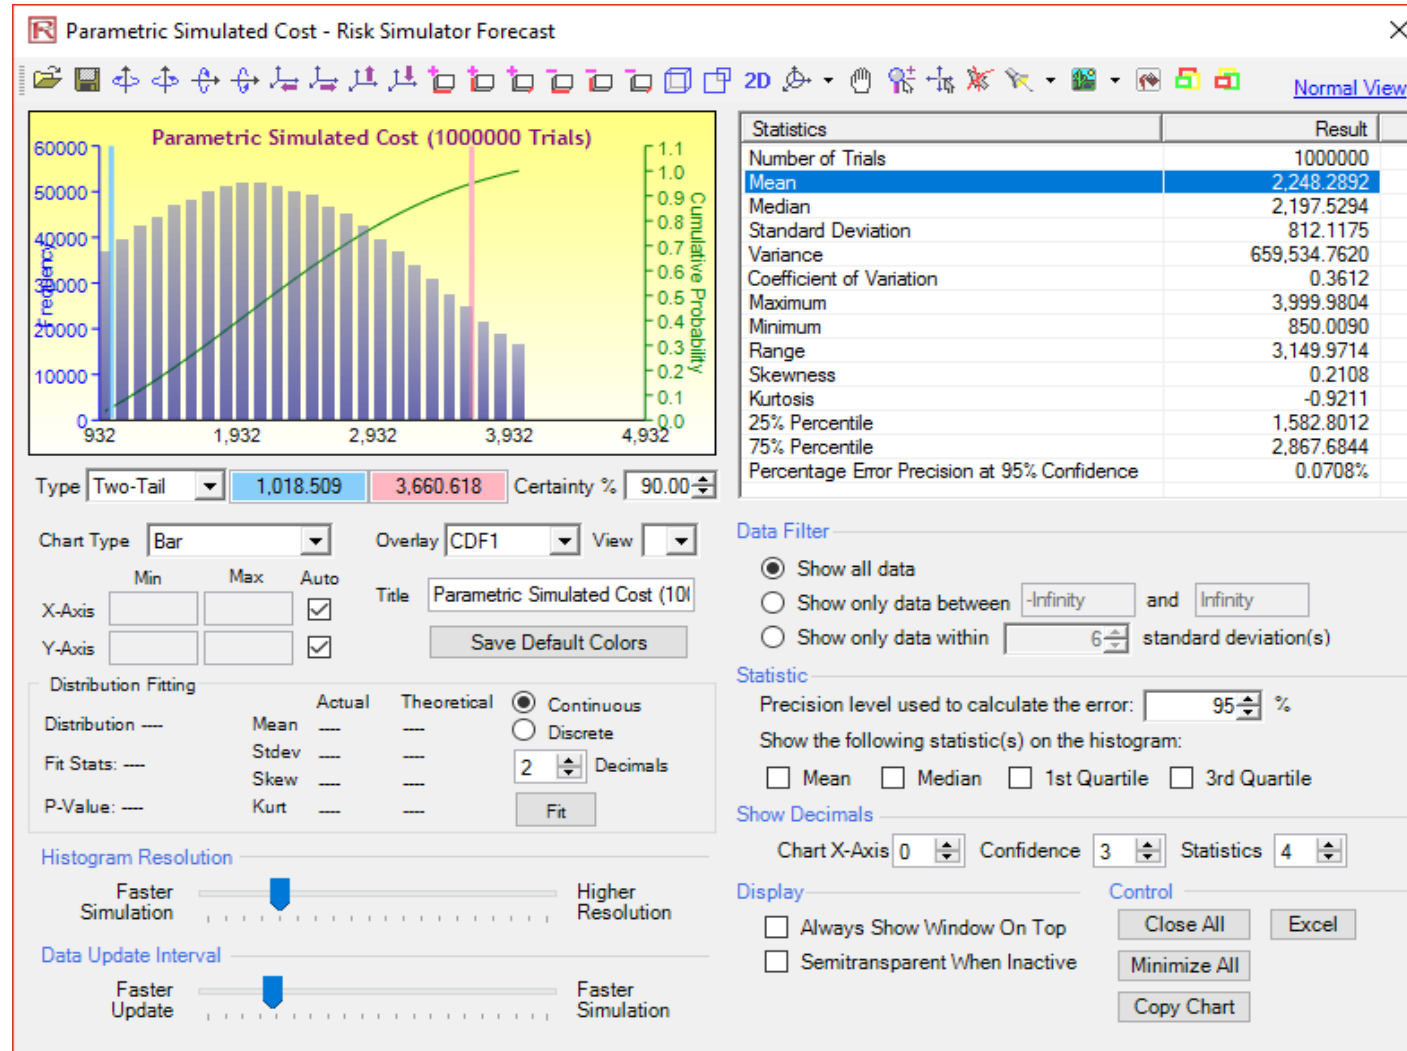 Parametric Simulated Cost - Risk Simulator Forecast
2D
Normal View
Parametric Simulated Cost (1000000 Trials)
60000
50000
40000
30000
20000
10000
0
Frequency
1.1
1.0
0.9
0.8
0.7
0.6
0.5
0.4
0.3
0.2
0.1
0.0
Cumulative Probability
932 1,932 2,932 3,932 4,932
Type Two-Tail 1,018.509 3,660.618 Certainty % 90.00
Statistics Result
Number of Trials 1000000
Mean 2,248.2892
Median 2,197.5294
Standard Deviation 812.1175
Variance 659,534.7620
Coefficient of Variation 0.3612
Maximum 3,999.9804
Minimum 850.0090
Range 3,149.9714
Skewness 0.2108
Kurtosis -0.9211
25% Percentile 1,582.8012
75% Percentile 2,867.6844
Percentage Error Precision at 95% Confidence 0.0708%
Chart Type Bar Overlay CDF1 View
Min Max Auto
X-Axis
Y-Axis
Title Parametric Simulated Cost (100
Save Default Colors
Distribution Fitting
Actual Theoretical
Distribution ---- Mean ---- ----
Fit Stats: ---- Stdev ---- ----
Skew ---- ----
P-Value: ---- Kurt ---- ----
Continuous
Discrete
2 Decimals
Fit
Histogram Resolution
Faster Simulation
Higher Resolution
Data Update Interval
Faster Update
Faster Simulation
Data Filter
Show all data
Show only data between -Infinity and Infinity
Show only data within 6 standard deviation(s)
Statistic
Precision level used to calculate the error: 95 %
Show the following statistic(s) on the histogram:
Mean Median 1st Quartile 3rd Quartile
Show Decimals
Chart X-Axis 0 Confidence 3 Statistics 4
Display
Always Show Window On Top
Semitransparent When Inactive
Control
Close All Excel
Minimize All
Copy Chart